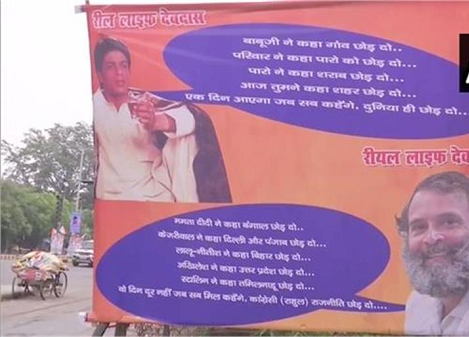 रील लाइफ देवदास
बाबूजी ने कहा गाँव छोड़ दो..
परिवार ने कहा पारो को छोड़ दो....
पारो ने कहा शराब छोड़ दो...
आज तुमने कहा शहर छोड़ दो...
एक दिन आएगा जब सब कहेंगे, दुनिया ही छोड़ दो...
रीयल लाइफ देवदास
ममता दीदी ने कहा बंगाल छोड़ दो...
केजरीवाल ने कहा दिल्ली और पंजाब छोड़ दो...
लालू-नीतीश ने कहा बिहार छोड़ दो...
अखिलेश ने कहा उत्तर प्रदेश छोड़ दो...
स्टालिन ने कहा तमिलनाडू छोड़ दो...
वो दिन दूर नहीं जब सब मिल कहेंगे, कांग्रेसी (राहुल) राजनीति छोड़ दो....